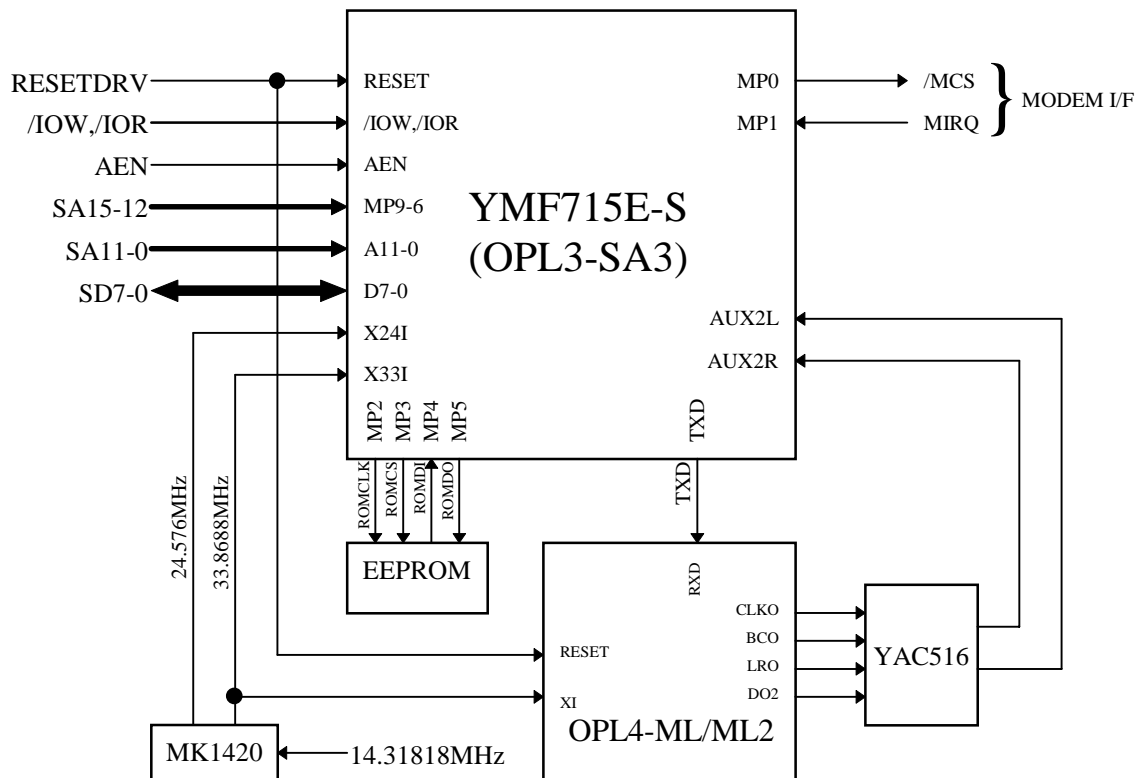 RESETDRV
/IOW,/IOR
AEN
SA15-12
SA11-0
SD7-0
RESET
/IOW,/IOR
AEN
MP9-6
A11-0
D7-0
X24I
X33I
YMF715E-S
(OPL3-SA3)
MP0
MP1
/MCS
MIRQ
} MODEM I/F
AUX2L
AUX2R
MP2
MP3
MP4
MP5
TXD
ROMCLK
ROMCS
ROMDI
ROMDO
TXD
24.576MHz
33.8688MHz
EEPROM
RXD
CLKO
BCO
LRO
DO2
RESET
XI
OPL4-ML/ML2
YAC516
MK1420
14.31818MHz